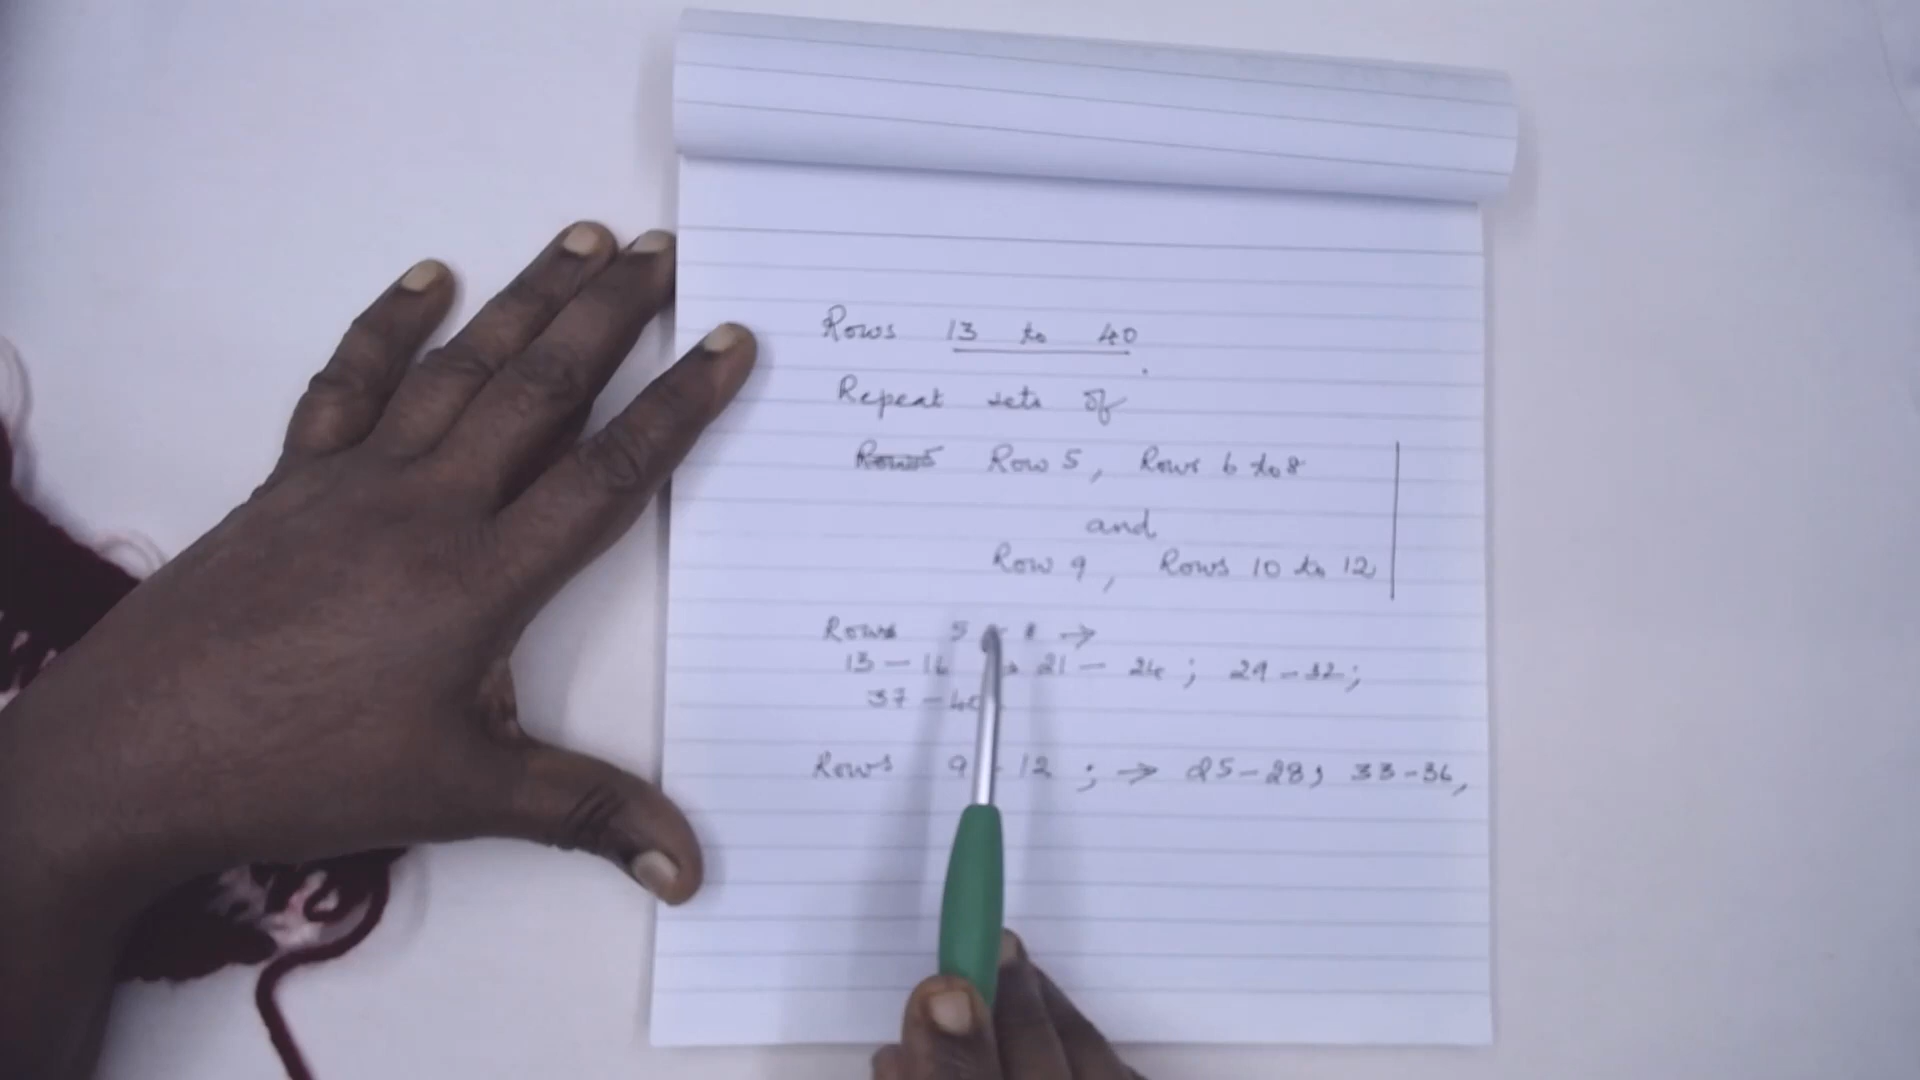 Rows 13 to 40.
Repeat sets of
Row 5, Rows 6 to 8
and
Row 9, Rows 10 to 12
Rows 5 - 8 →
13 - 16 21 - 24; 29 - 32;
37 - 40
Rows 9 - 12 ; → 25 - 28; 33 - 36,